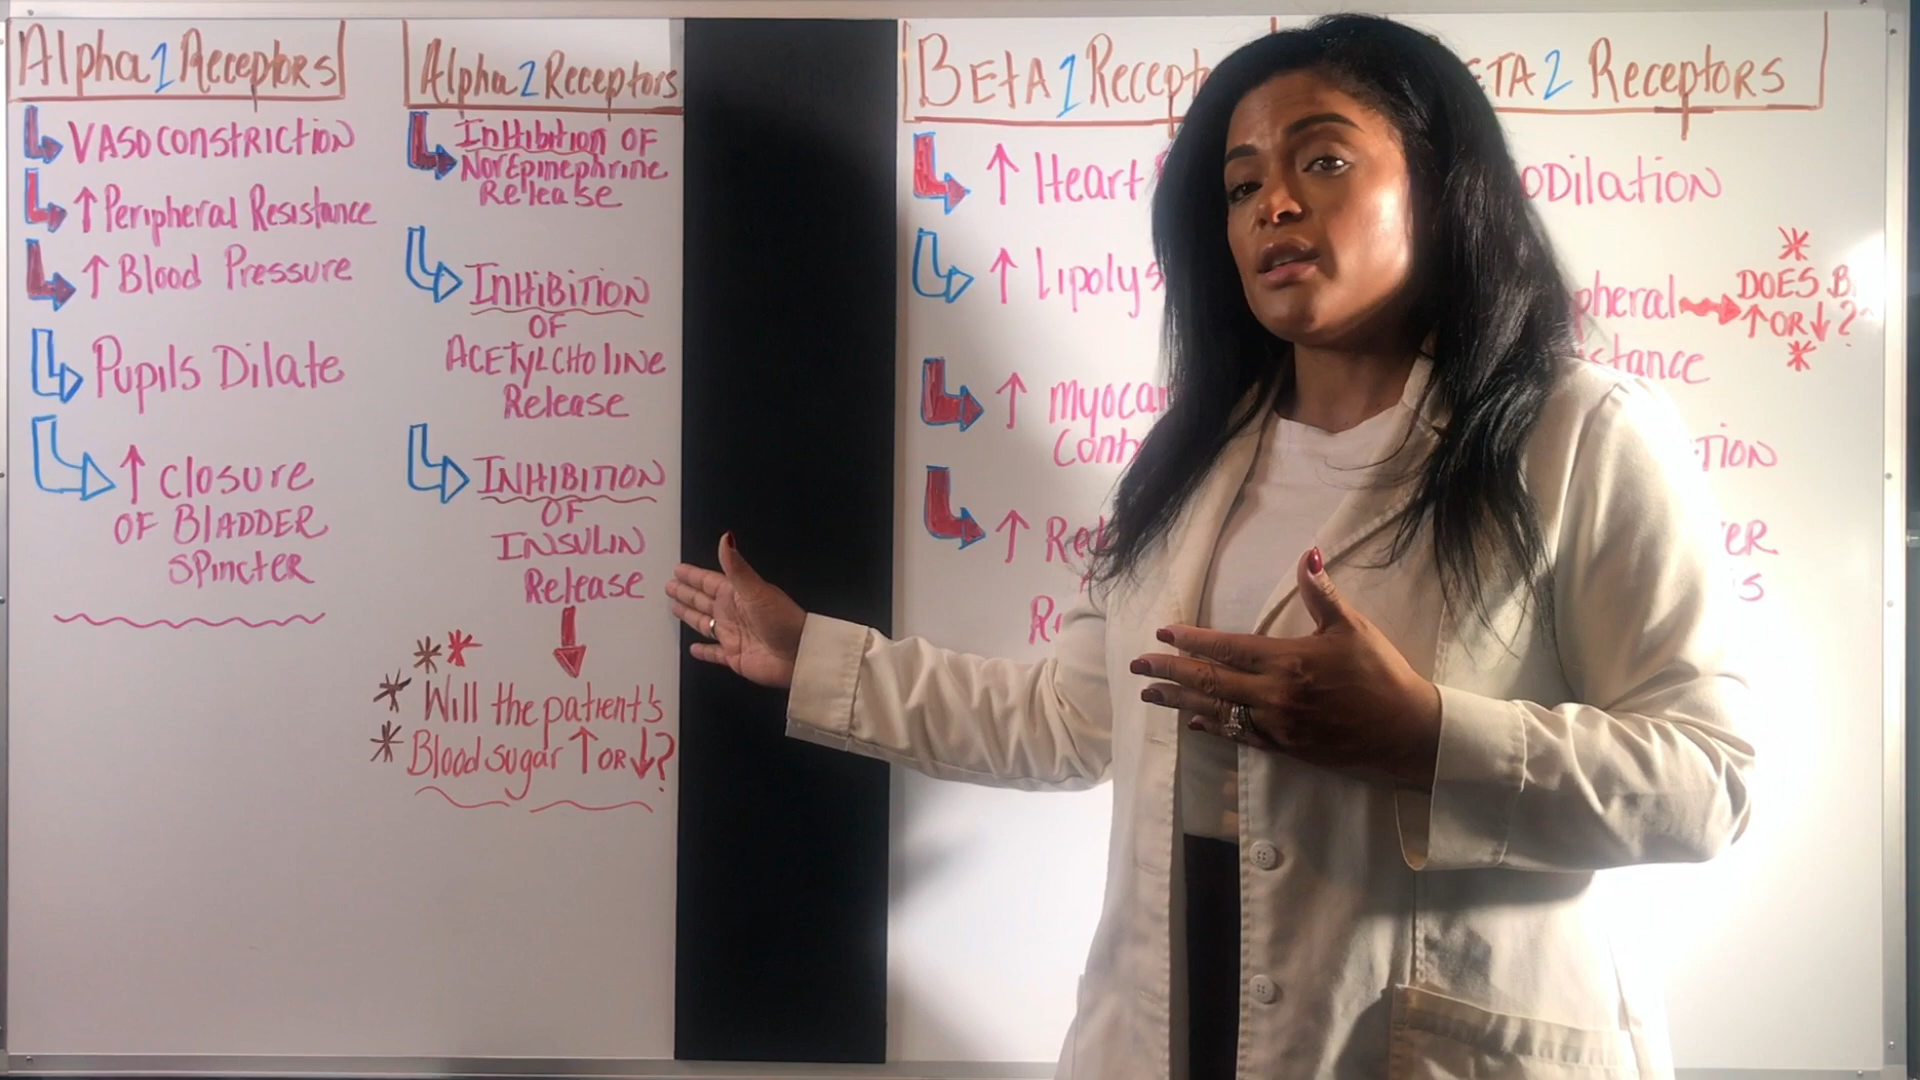 Alpha 1 Receptors
VASOCONSTRICTION
↑ Peripheral Resistance
↑ Blood Pressure
Pupils Dilate
↑ closure
OF BLADDER
SPINCTER
Alpha 2 Receptors
InHibition OF
NorEpinephrine
Release
INHIBITION
OF
ACETYLCHOLINE
Release
INHIBITION
OF
INSULIN
Release
* *
* Will the patient's
* Blood sugar ↑ OR ↓?
BETA 1 Recept
↑ Heart
↑ Lipolys
↑ Myocar
Cont
↑ Re
ETA 2 Receptors
ODilation
*
pheral
DOES B
↑ OR ↓ ?
*
stance
TION
ER
is